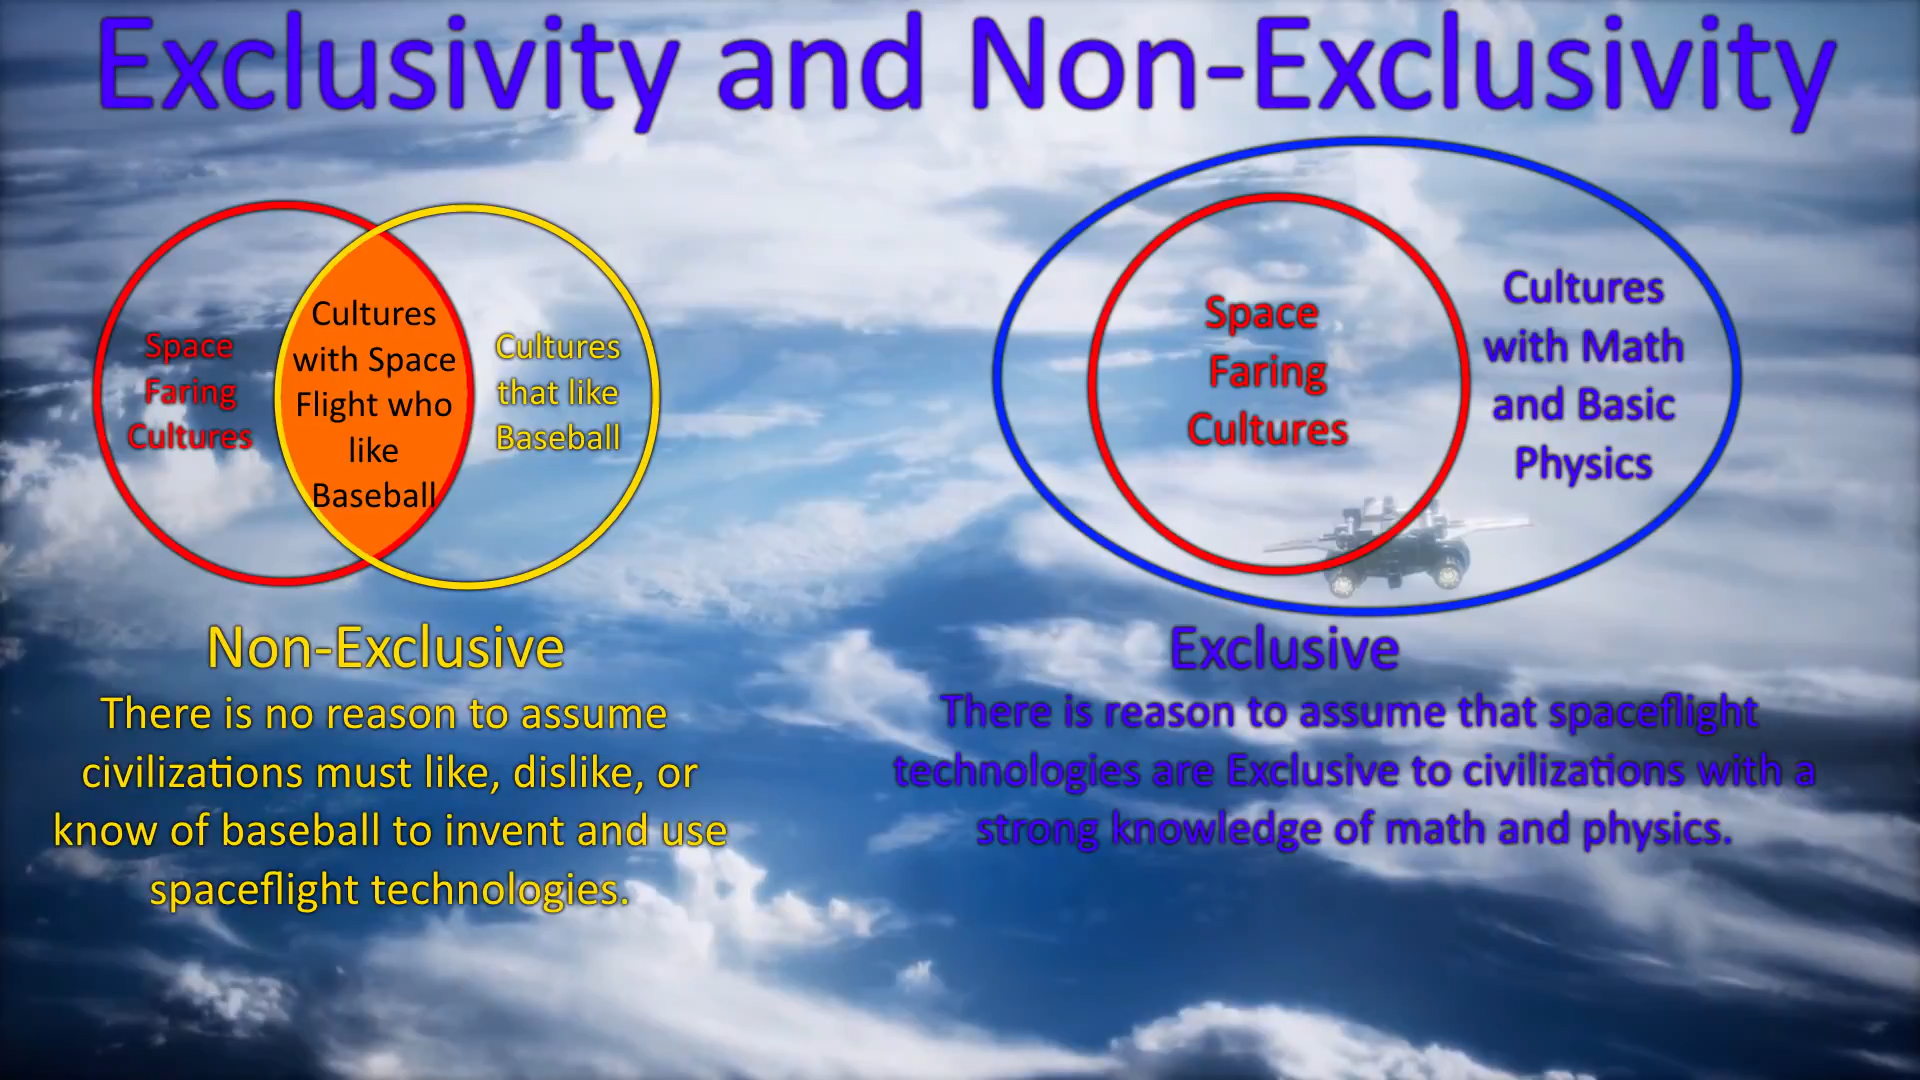 Exclusivity and Non-Exclusivity
Space
Faring
Cultures
Cultures
with Space
Flight who
like
Baseball
Cultures
that like
Baseball
Non-Exclusive
There is no reason to assume
civilizations must like, dislike, or
know of baseball to invent and use
spaceflight technologies.
Space
Faring
Cultures
Cultures
with Math
and Basic
Physics
Exclusive
There is reason to assume that spaceflight
technologies are Exclusive to civilizations with a
strong knowledge of math and physics.